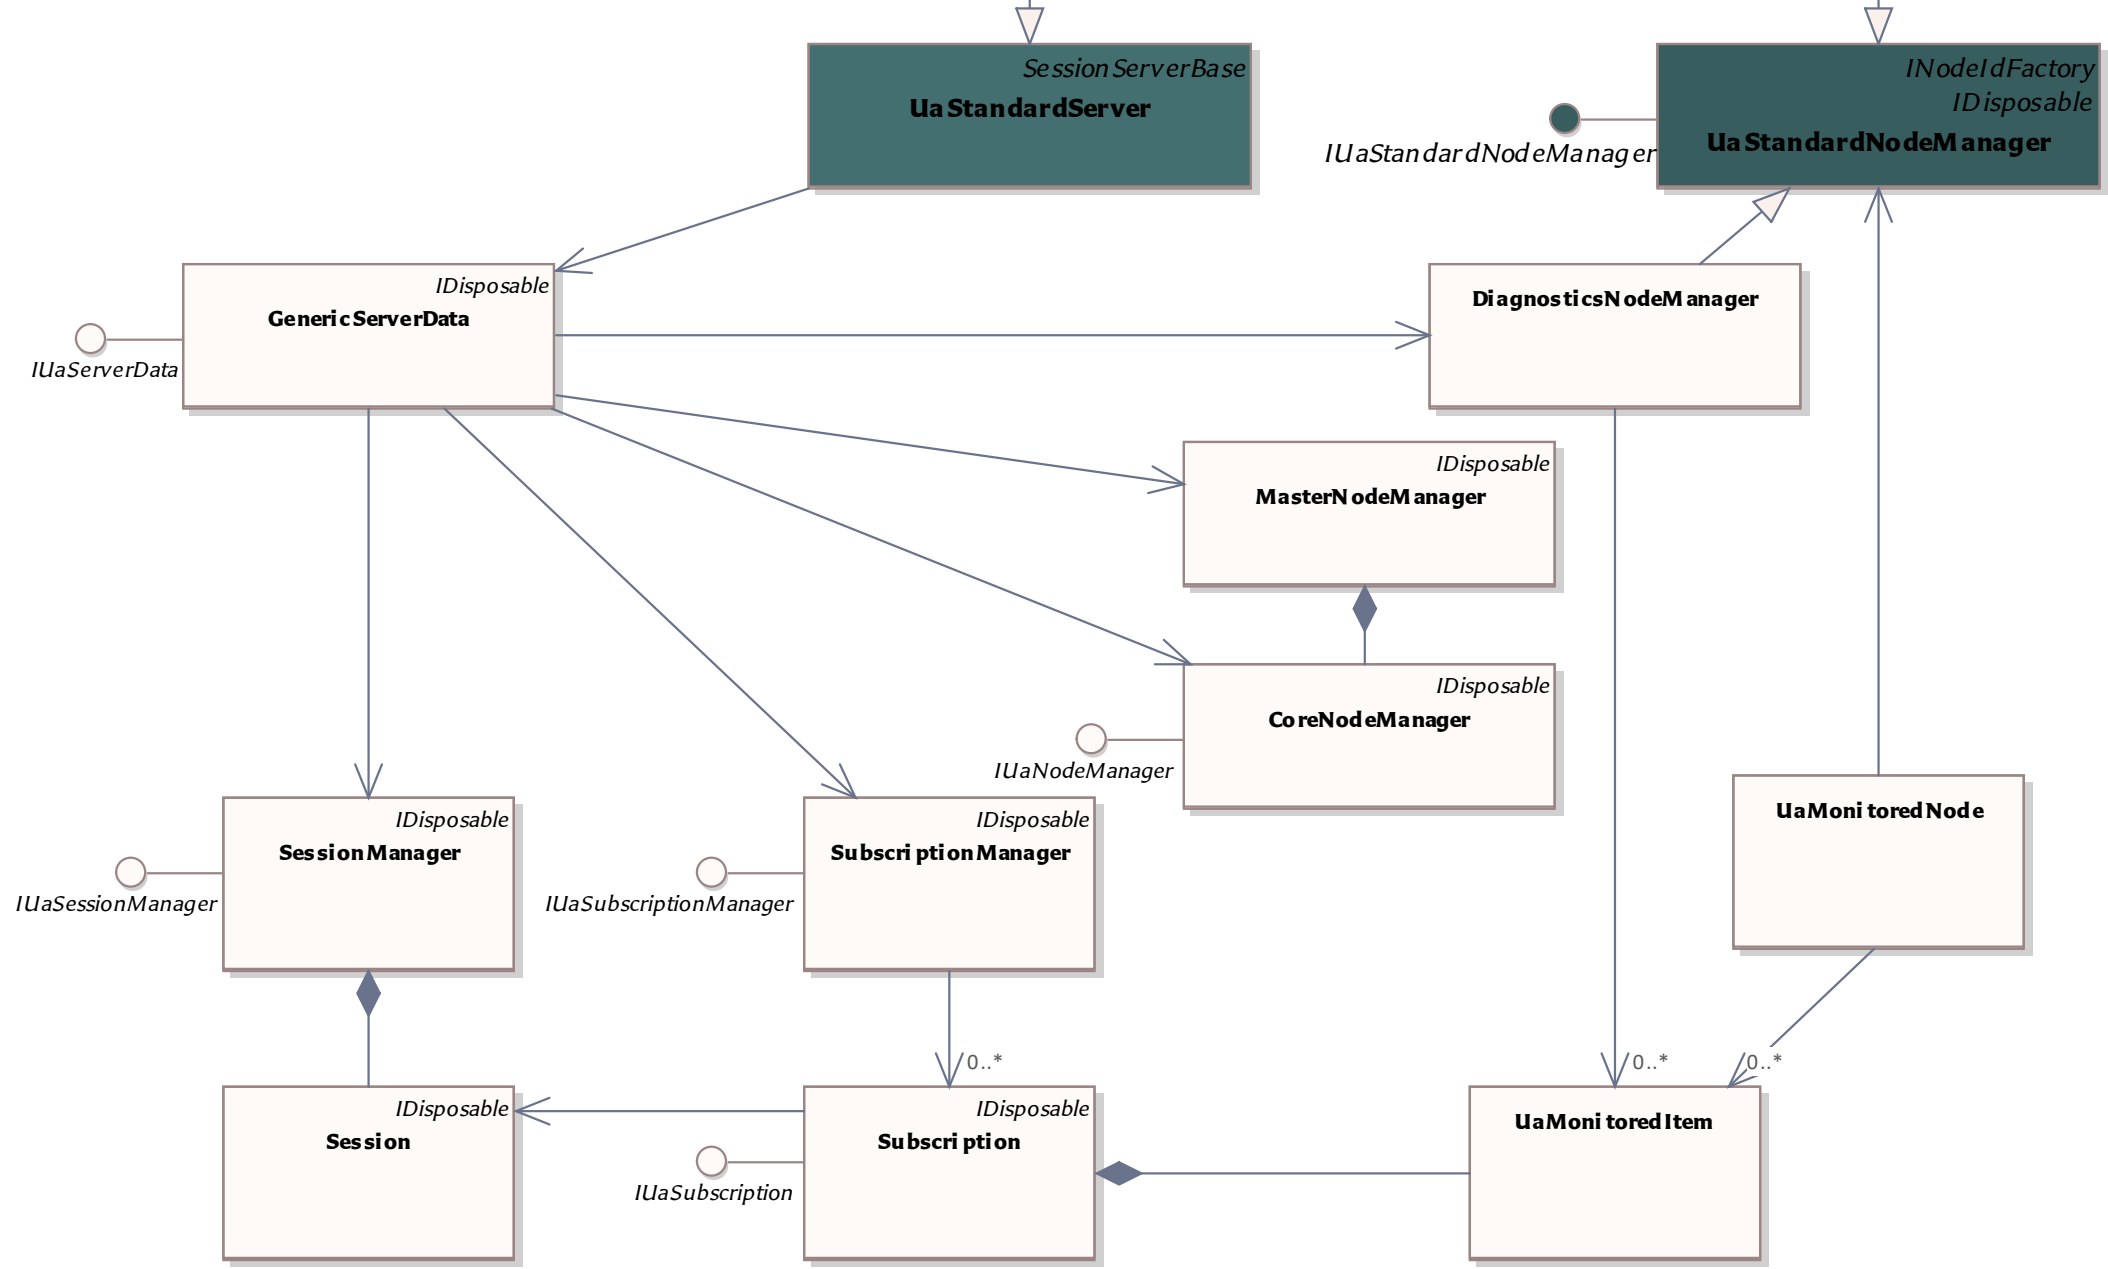 SessionServerBase
UaStandardServer
INodeIdFactory
IDisposable
UaStandardNodeManager
IUaStandardNodeManager
IDisposable
GenericServerData
IUaServerData
DiagnosticsNodeManager
IDisposable
MasterNodeManager
IDisposable
CoreNodeManager
IUaNodeManager
IDisposable
SessionManager
IUaSessionManager
IDisposable
SubscriptionManager
IUaSubscriptionManager
UaMonitoredNode
0..*
0..*
0..*
IDisposable
Session
IDisposable
Subscription
IUaSubscription
UaMonitoredItem